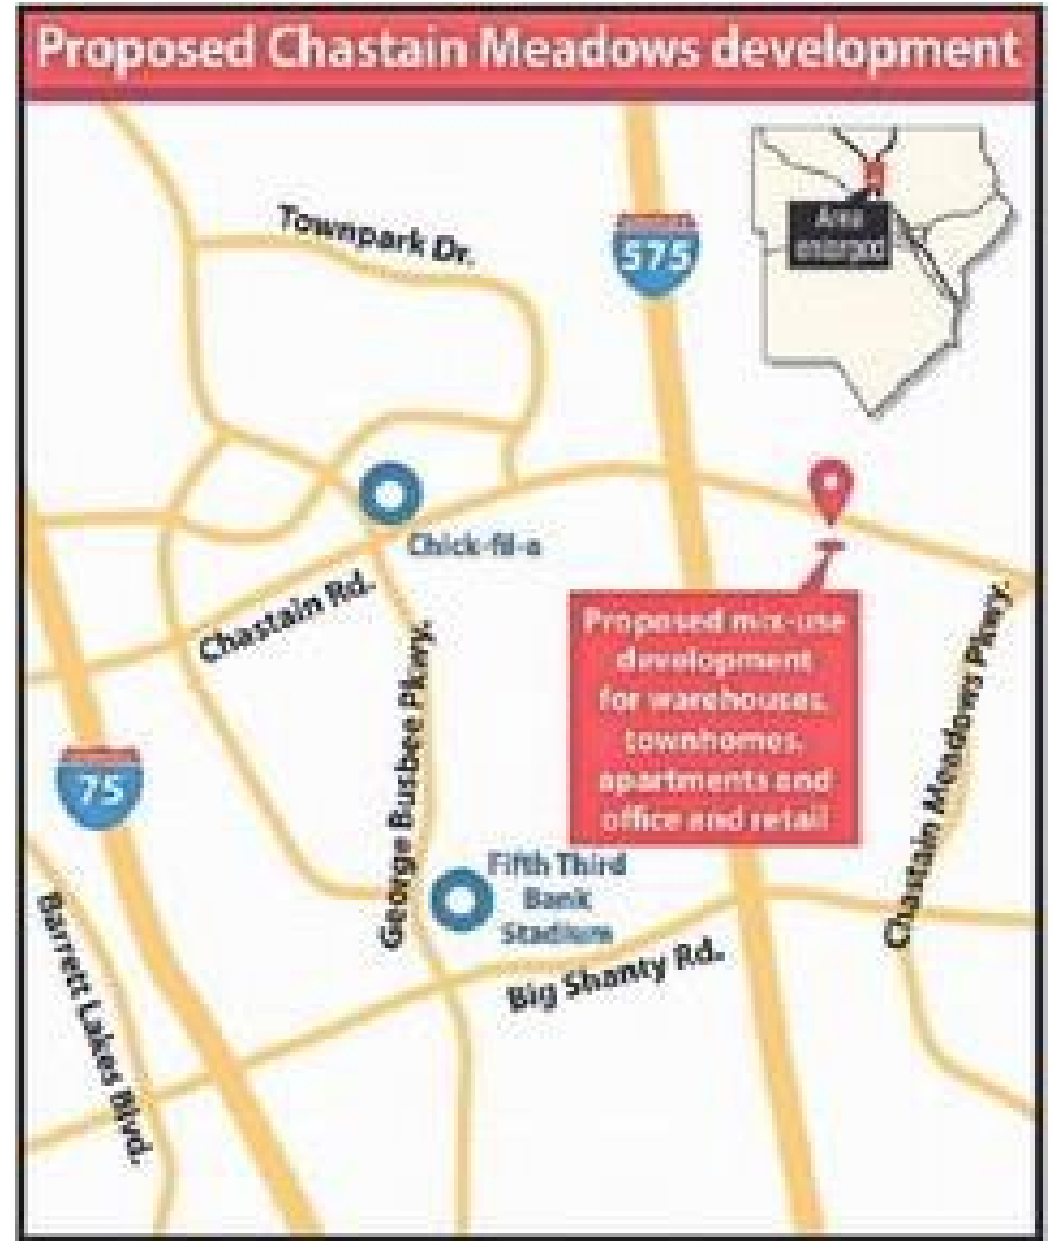 Proposed Chastain Meadows development
Townpark Dr.
575
Area
enlarged
Chick-fil-a
Chastain Rd.
George Busbee Pkwy.
Proposed mix-use
development
for warehouses,
townhomes,
apartments and
office and retail
Chastain Meadows Pkwy.
75
Fifth Third
Bank
Stadium
Big Shanty Rd.
Barrett Lakes Blvd.